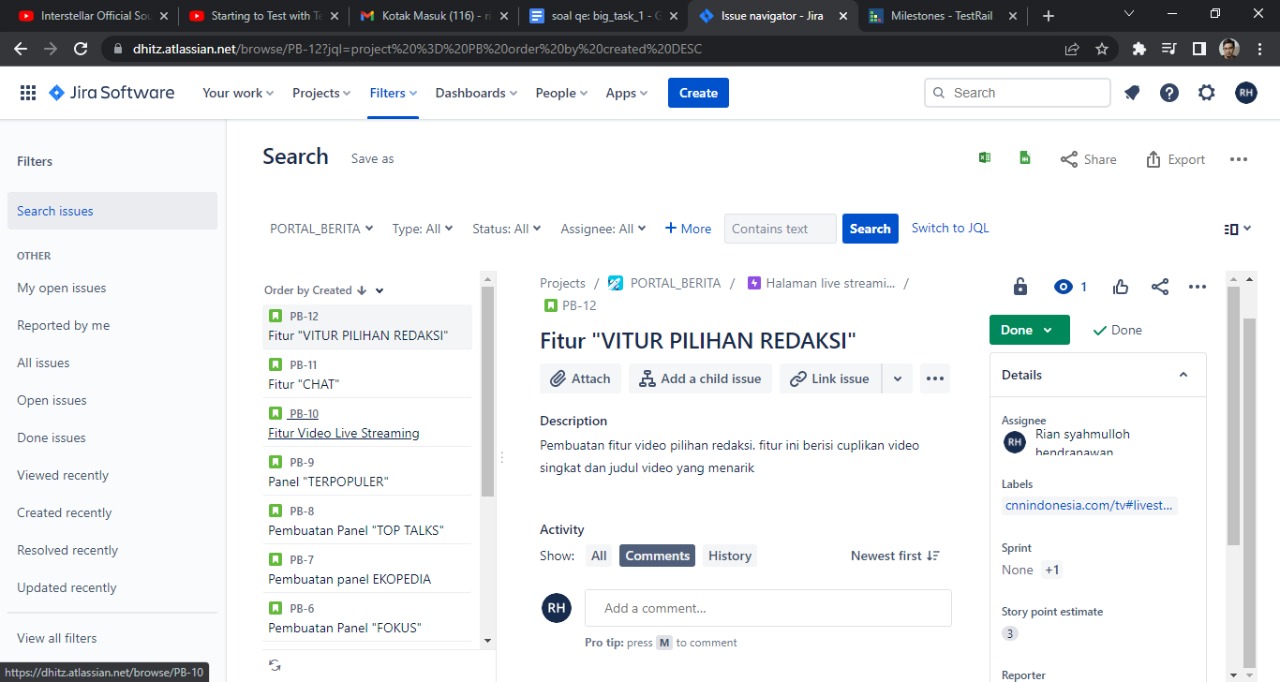 Interstellar Official Sou
Starting to Test with Te
Kotak Masuk (116) - ri
soal qe: big_task_1 - G
Issue navigator - Jira
Milestones - TestRail
dhitz.atlassian.net/browse/PB-12?jql=project%20%3D%20PB%20order%20by%20created%20DESC
Jira Software
Your work
Projects
Filters
Dashboards
People
Apps
Create
Search
RH
Filters
Search issues
OTHER
My open issues
Reported by me
All issues
Open issues
Done issues
Viewed recently
Created recently
Resolved recently
Updated recently
View all filters
https://dhitz.atlassian.net/browse/PB-10
Search
Save as
Share
Export
PORTAL_BERITA
Type: All
Status: All
Assignee: All
+ More
Contains text
Search
Switch to JQL
Order by Created
PB-12
Fitur "VITUR PILIHAN REDAKSI"
PB-11
Fitur "CHAT"
PB-10
Fitur Video Live Streaming
PB-9
Panel "TERPOPULER"
PB-8
Pembuatan Panel "TOP TALKS"
PB-7
Pembuatan panel EKOPEDIA
PB-6
Pembuatan Panel "FOKUS"
Projects / PORTAL_BERITA / Halaman live streami... /
PB-12
Fitur "VITUR PILIHAN REDAKSI"
Attach
Add a child issue
Link issue
Description
Pembuatan fitur video pilihan redaksi. fitur ini berisi cuplikan video
singkat dan judul video yang menarik
Activity
Show:
All
Comments
History
Newest first
RH
Add a comment...
Pro tip: press M to comment
1
Done
Done
Details
Assignee
RH
Rian syahmulloh
hendranawan
Labels
cnnindonesia.com/tv#livest...
Sprint
None +1
Story point estimate
3
Reporter